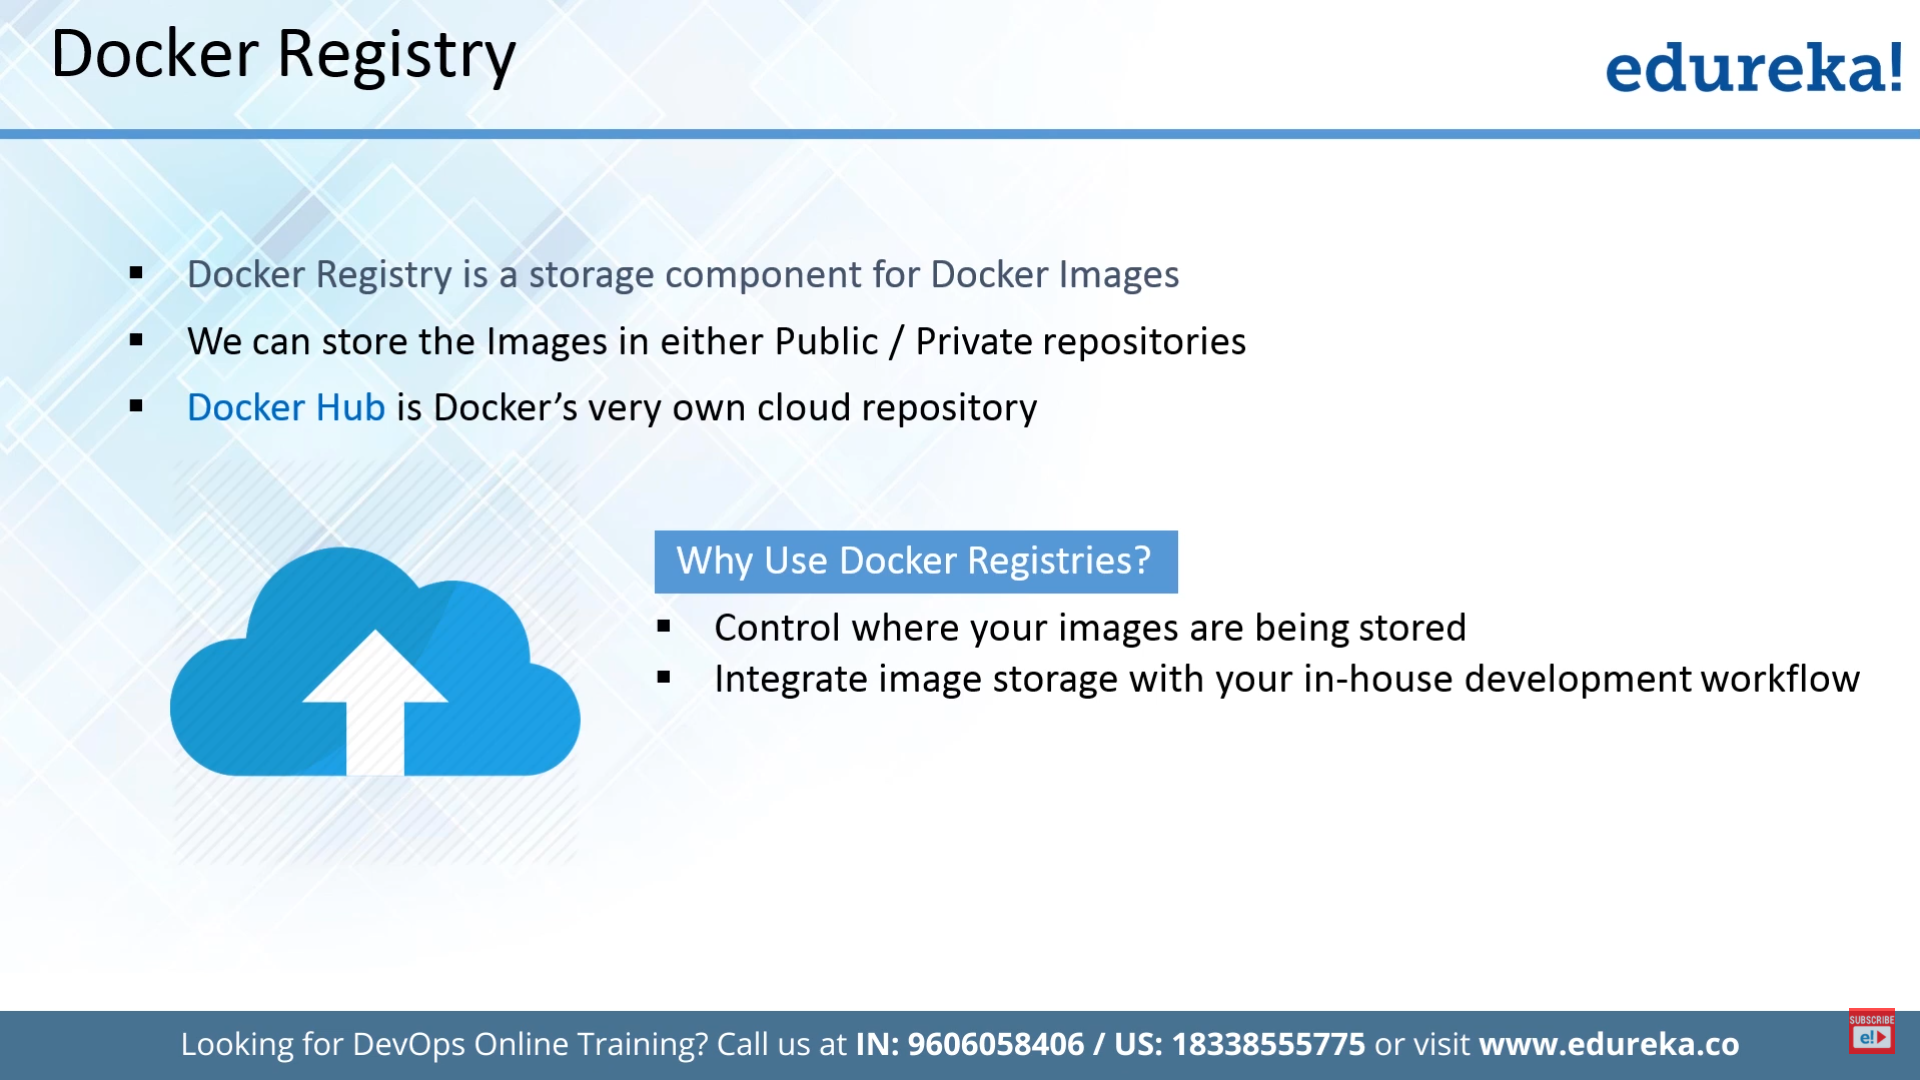 Docker Registry
edureka!
▪ Docker Registry is a storage component for Docker Images
▪ We can store the Images in either Public / Private repositories
▪ Docker Hub is Docker’s very own cloud repository
Why Use Docker Registries?
▪ Control where your images are being stored
▪ Integrate image storage with your in-house development workflow
Looking for DevOps Online Training? Call us at IN: 9606058406 / US: 18338555775 or visit www.edureka.co
SUBSCRIBE
e!